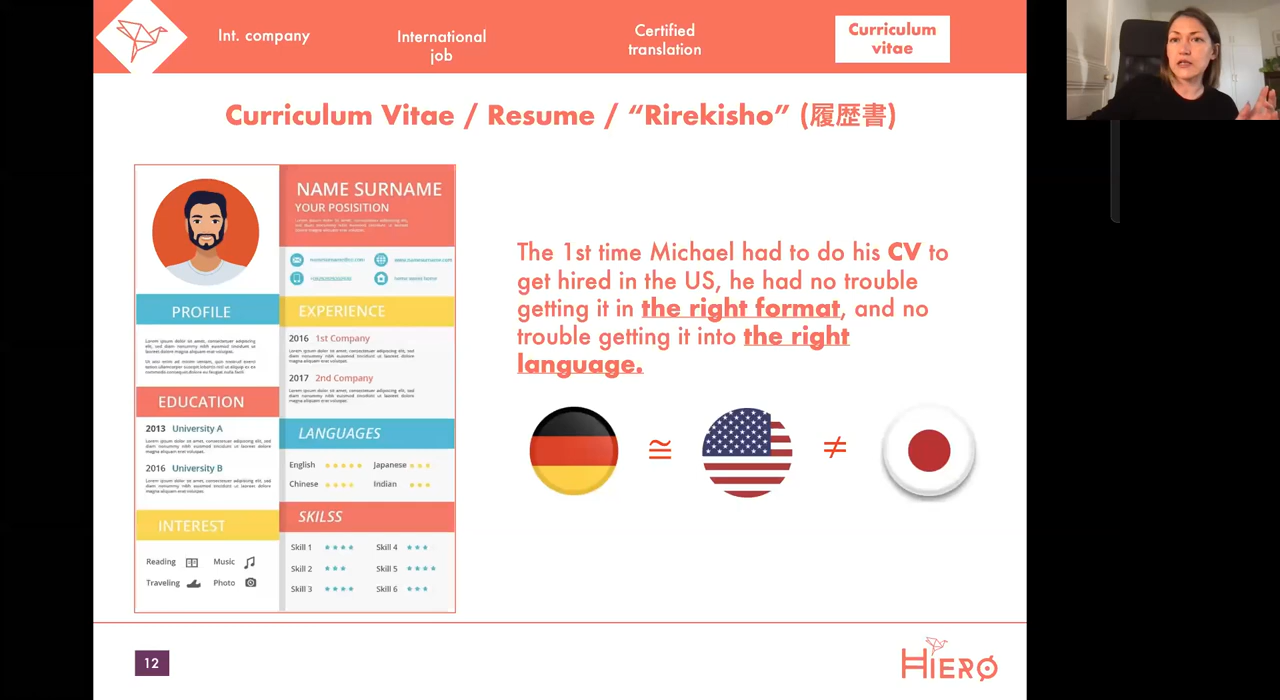 Int. company
International
job
Certified
translation
Curriculum
vitae
Curriculum Vitae / Resume / “Rirekisho” (履歴書)
NAME SURNAME
YOUR POSISITION
PROFILE
EDUCATION
2013 University A
2016 University B
INTEREST
Reading Music
Traveling Photo
EXPERIENCE
2016 1st Company
2017 2nd Company
LANGUAGES
English Japanese
Chinese Indian
SKILSS
Skill 1 Skill 4
Skill 2 Skill 5
Skill 3 Skill 6
The 1st time Michael had to do his CV to
get hired in the US, he had no trouble
getting it in the right format, and no
trouble getting it into the right
language.
≅ ≠
12
HIERØ